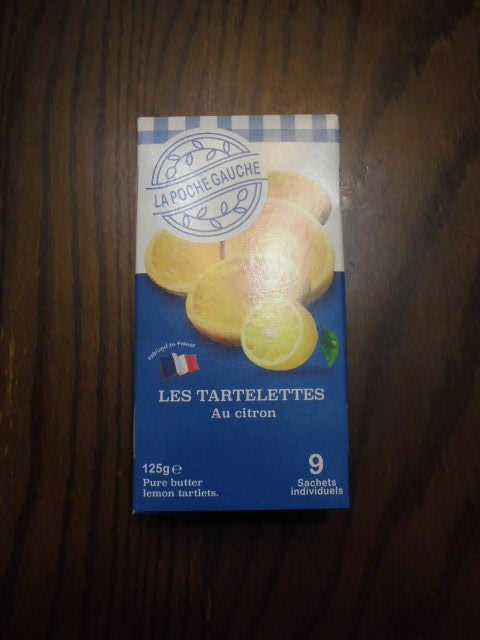 LA POCHE GAUCHE
Fabriqué en France
LES TARTELETTES
Au citron
125g e
Pure butter
lemon tartlets.
9
Sachets
individuels